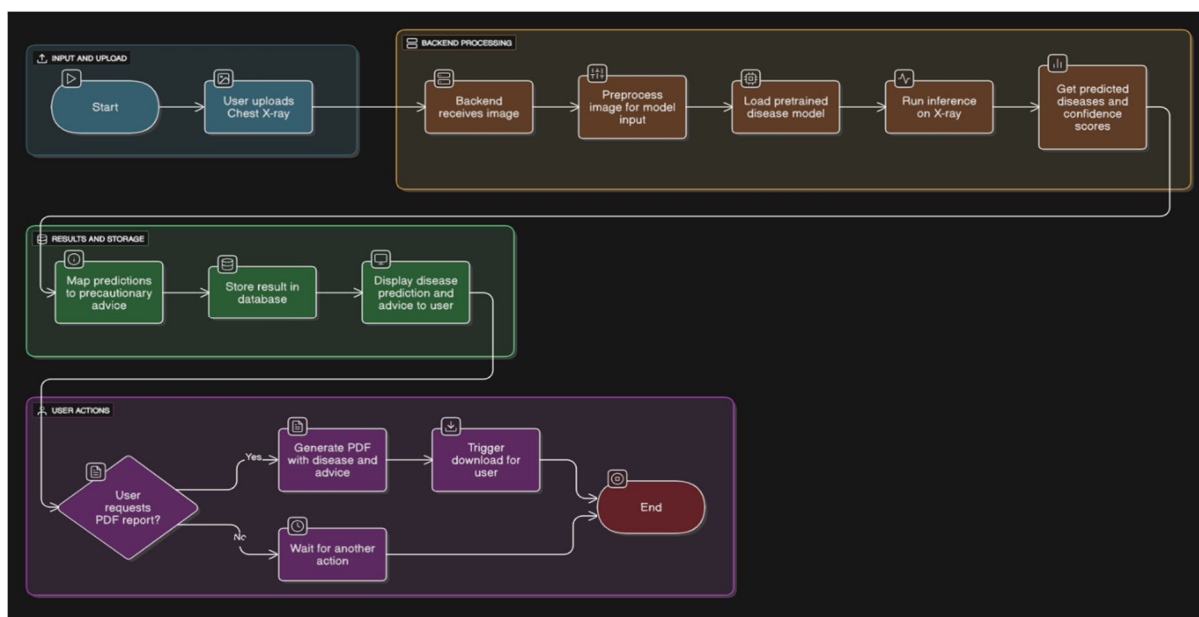 INPUT AND UPLOAD
Start
User uploads
Chest X-ray
BACKEND PROCESSING
Backend
receives image
Preprocess
image for model
input
Load pretrained
disease model
Run inference
on X-ray
Get predicted
diseases and
confidence
scores
RESULTS AND STORAGE
Map predictions
to precautionary
advice
Store result in
database
Display disease
prediction and
advice to user
USER ACTIONS
User
requests
PDF report?
Yes
Generate PDF
with disease and
advice
Trigger
download for
user
No
Wait for another
action
End